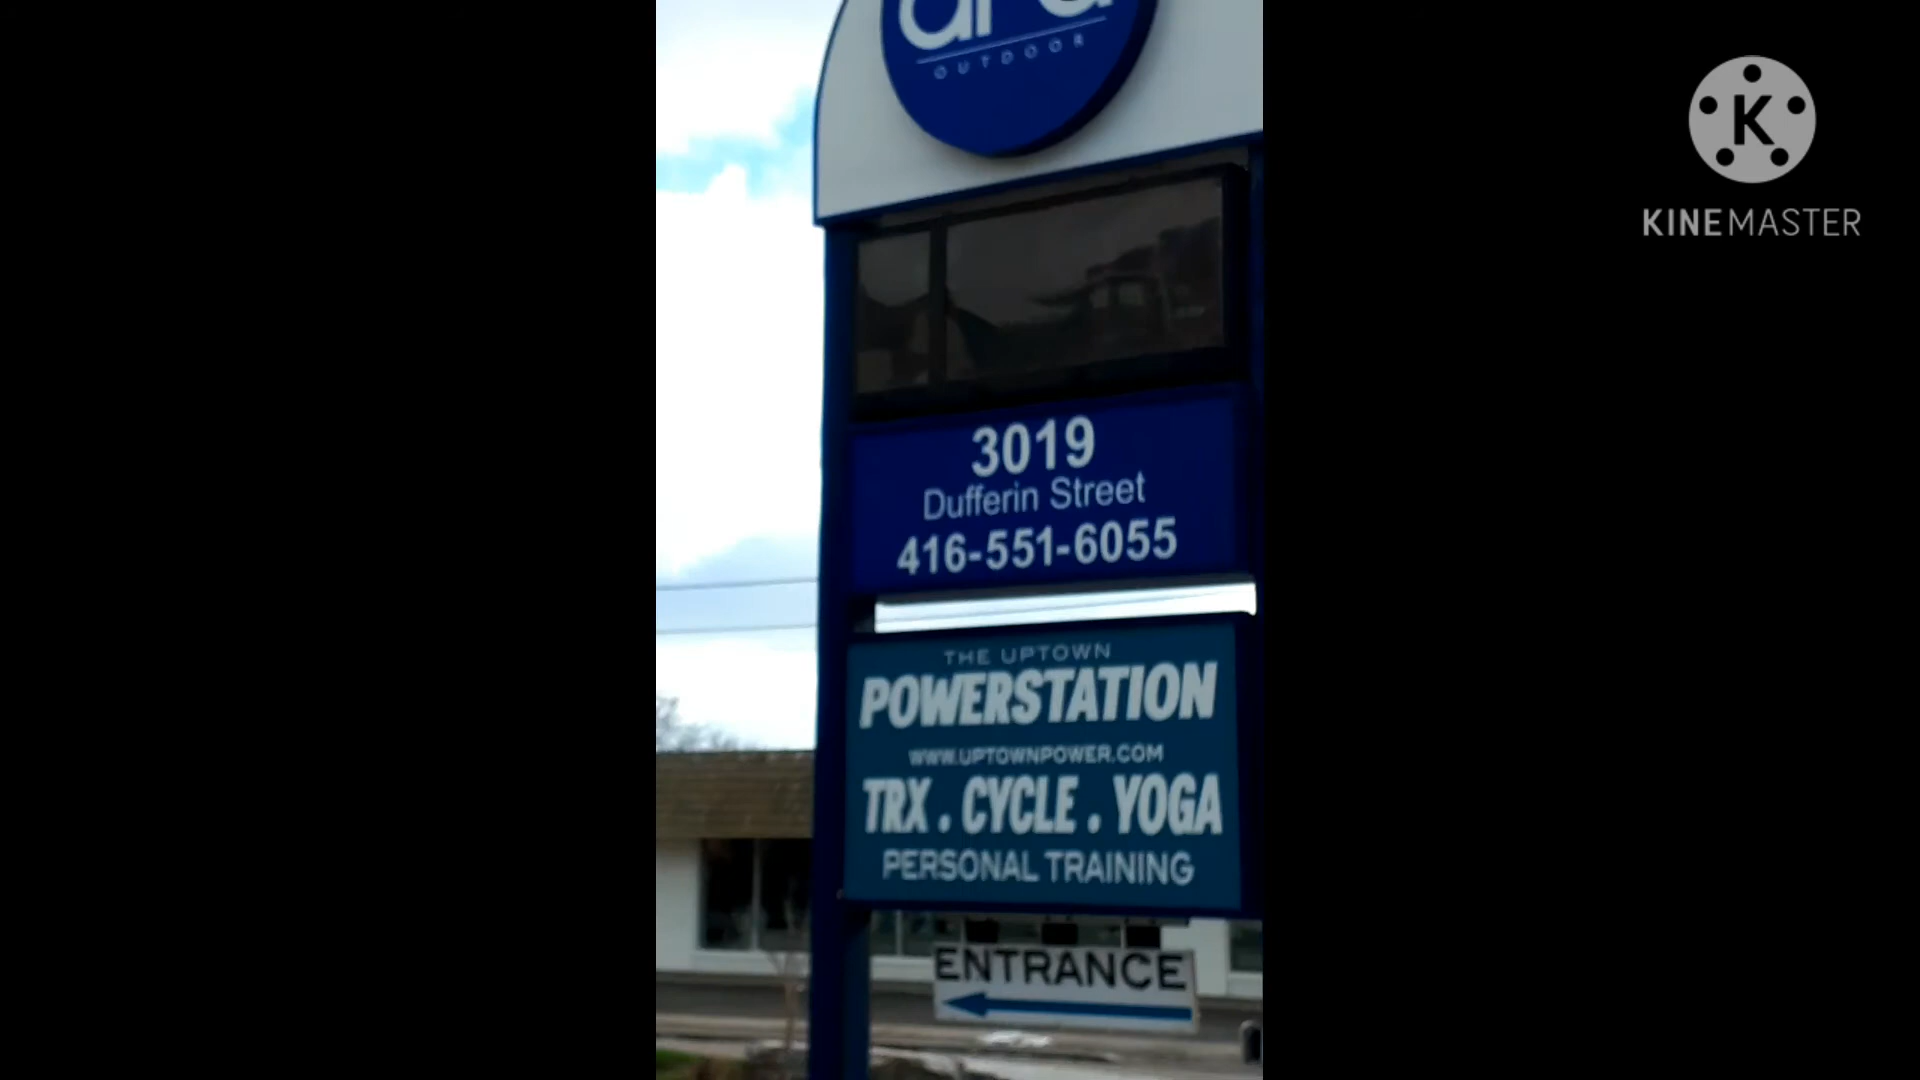 OUTDOOR
3019
Dufferin Street
416-551-6055
THE UPTOWN
POWERSTATION
WWW.UPTOWNPOWER.COM
TRX . CYCLE . YOGA
PERSONAL TRAINING
ENTRANCE
K
KINEMASTER